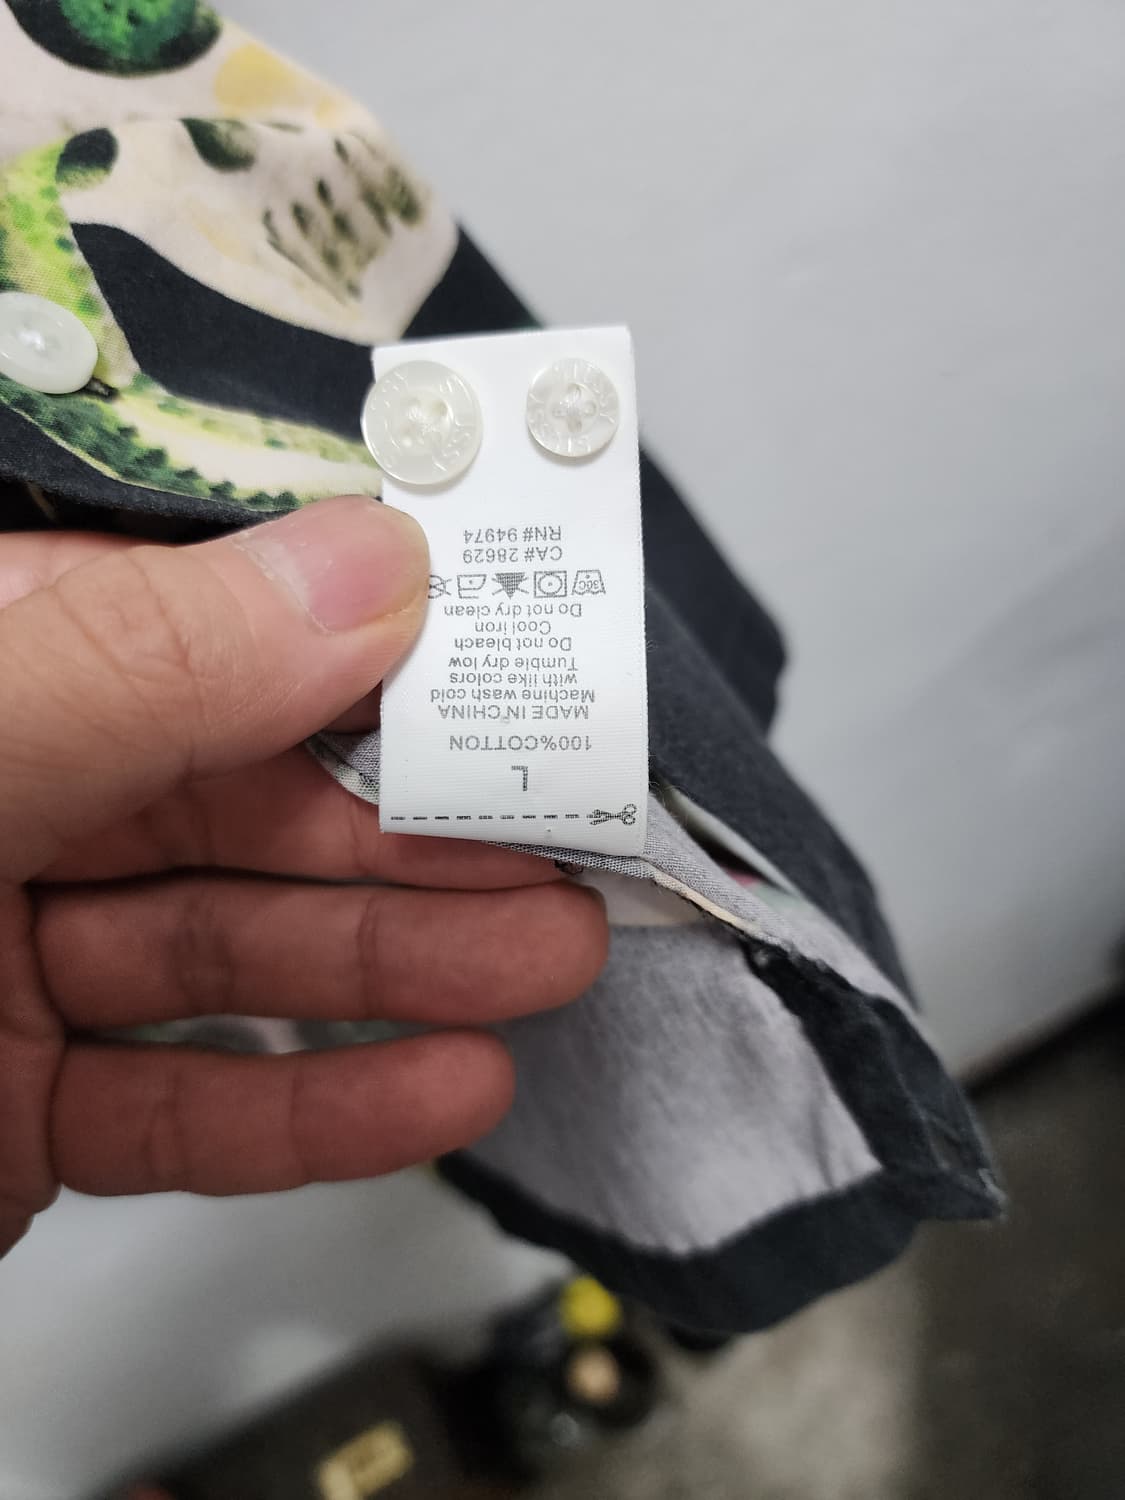 L
100%COTTON
MADE IN CHINA
Machine wash cold
with like colors
Tumble dry low
Do not bleach
Cool iron
Do not dry clean
30C
CA# 28629
RN# 94974